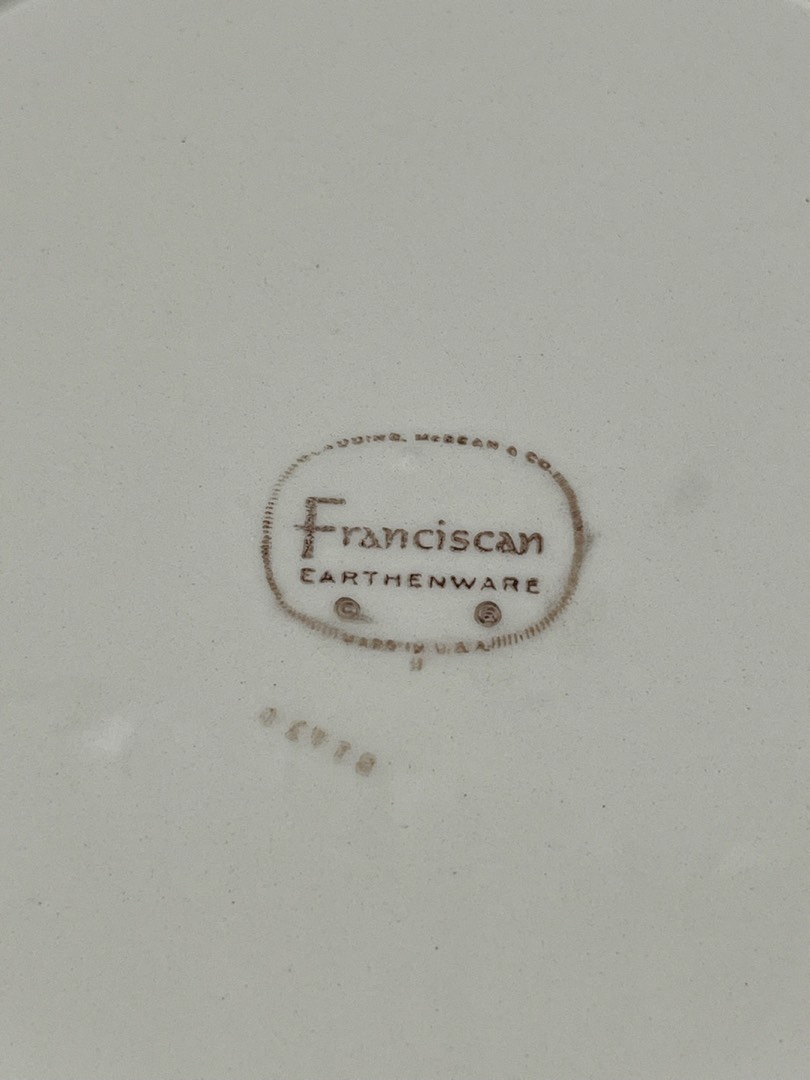 McBEAN & CO.
Franciscan
EARTHENWARE
© ®
MADE IN U.S.A.